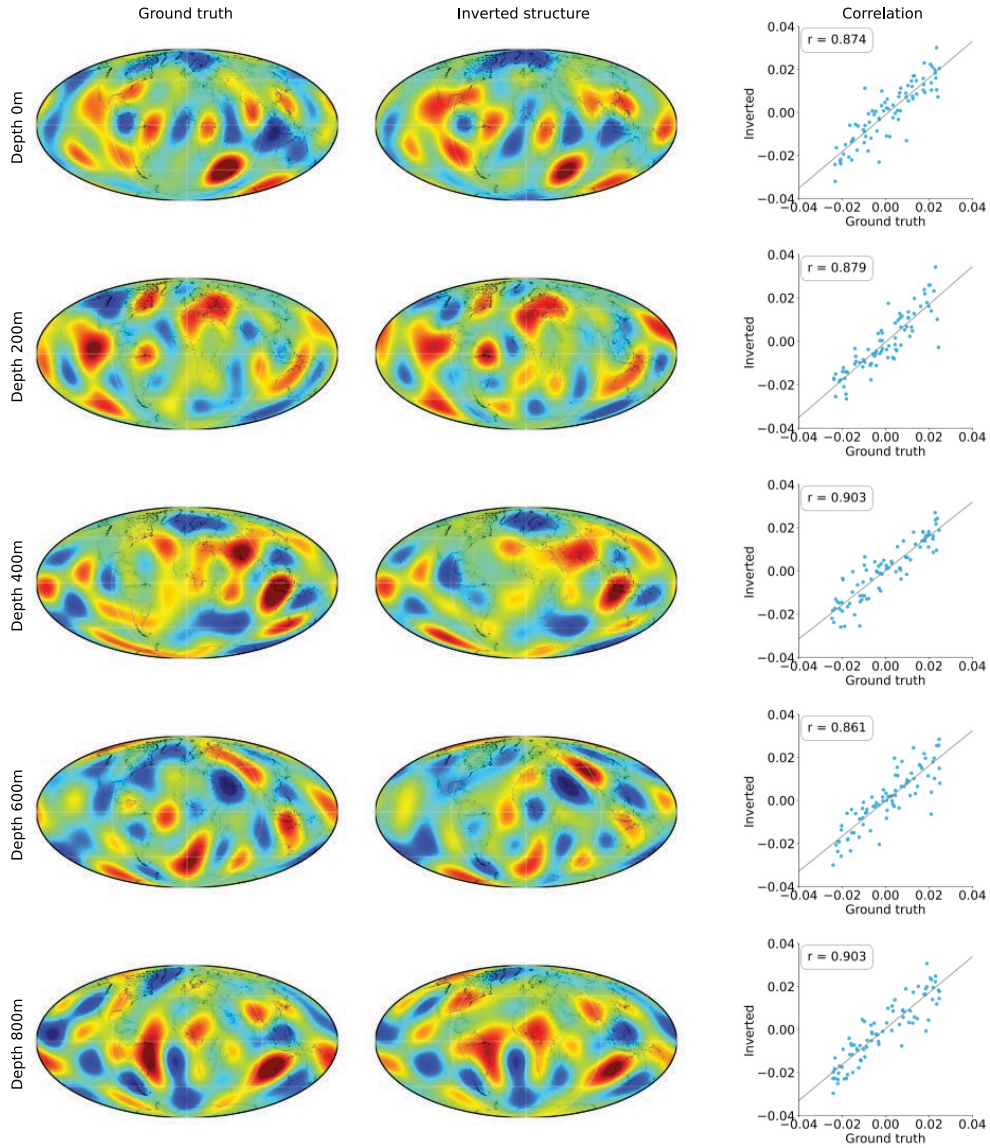 Ground truth
Inverted structure
Correlation
Depth 0m
r = 0.874
0.04
0.02
0.00
−0.02
−0.04
−0.04 −0.02 0.00 0.02 0.04
Inverted
Ground truth
Depth 200m
r = 0.879
0.04
0.02
0.00
−0.02
−0.04
−0.04 −0.02 0.00 0.02 0.04
Inverted
Ground truth
Depth 400m
r = 0.903
0.04
0.02
0.00
−0.02
−0.04
−0.04 −0.02 0.00 0.02 0.04
Inverted
Ground truth
Depth 600m
r = 0.861
0.04
0.02
0.00
−0.02
−0.04
−0.04 −0.02 0.00 0.02 0.04
Inverted
Ground truth
Depth 800m
r = 0.903
0.04
0.02
0.00
−0.02
−0.04
−0.04 −0.02 0.00 0.02 0.04
Inverted
Ground truth